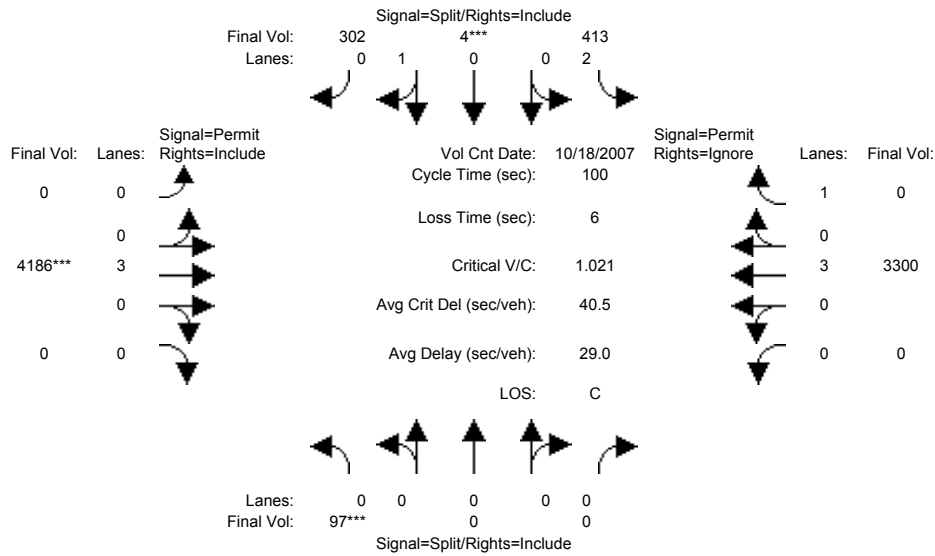 Signal=Split/Rights=Include
Final Vol: 302 4*** 413
Lanes: 0 1 0 0 2
Signal=Permit Signal=Permit
Final Vol: Lanes: Rights=Include Vol Cnt Date: 10/18/2007 Rights=Ignore Lanes: Final Vol:
Cycle Time (sec): 100
0 0 1 0
Loss Time (sec): 6
0 0
4186*** 3 Critical V/C: 1.021 3 3300
0 Avg Crit Del (sec/veh): 40.5 0
0 0 Avg Delay (sec/veh): 29.0 0 0
LOS: C
Lanes: 0 0 0 0 0
Final Vol: 97*** 0 0
Signal=Split/Rights=Include